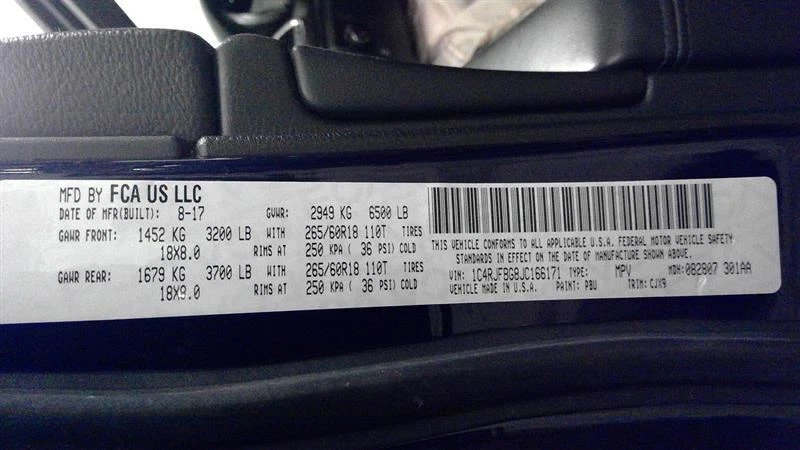 MFD BY FCA US LLC
DATE OF MFR(BUILT): 8-17 GVWR: 2949 KG 6500 LB
GAWR FRONT: 1452 KG 3200 LB WITH 265/60R18 110T TIRES
18X8.0 RIMS AT 250 KPA ( 36 PSI) COLD
GAWR REAR: 1679 KG 3700 LB WITH 265/60R18 110T TIRES
18X8.0 RIMS AT 250 KPA ( 36 PSI) COLD
THIS VEHICLE CONFORMS TO ALL APPLICABLE U.S.A. FEDERAL MOTOR VEHICLE SAFETY
STANDARDS IN EFFECT ON THE DATE OF MANUFACTURE SHOWN ABOVE.
VIN: 1C4RJFBG8JC166171 TYPE: MPV MDH: 082807 301AA
VEHICLE MADE IN U.S.A. PAINT: PBU TRIM: CJX9